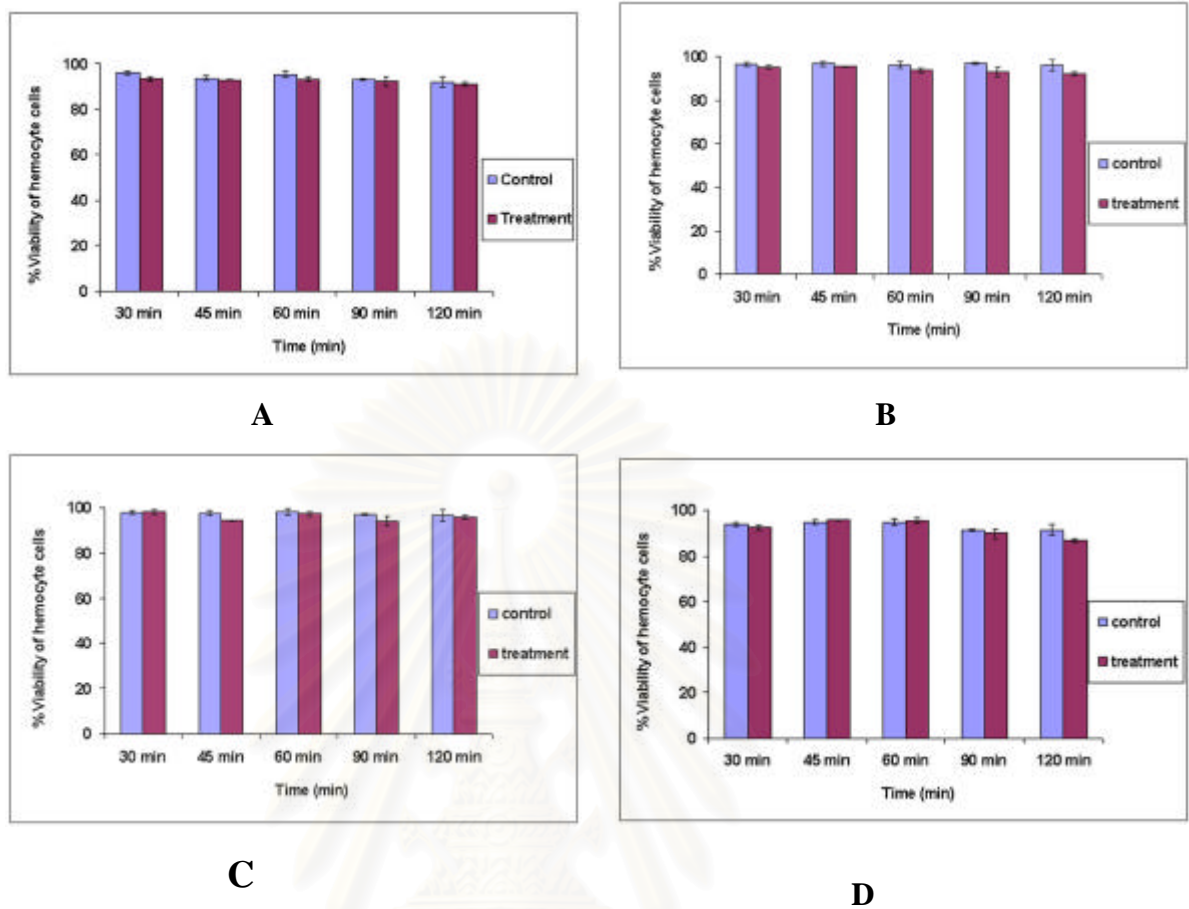 100
80
60
40
20
0
% Viability of hemocyte cells
30 min 45 min 60 min 90 min 120 min
Time (min)
Control
Treatment
A
100
80
60
40
20
0
% Viability of hemocyte cells
30 min 45 min 60 min 90 min 120 min
Time (min)
control
treatment
B
100
80
60
40
20
0
% Viability of hemocyte cells
30 min 45 min 60 min 90 min 120 min
Time (min)
control
treatment
C
100
80
60
40
20
0
% Viability of hemocyte cells
30 min 45 min 60 min 90 min 120 min
Time (min)
control
treatment
D